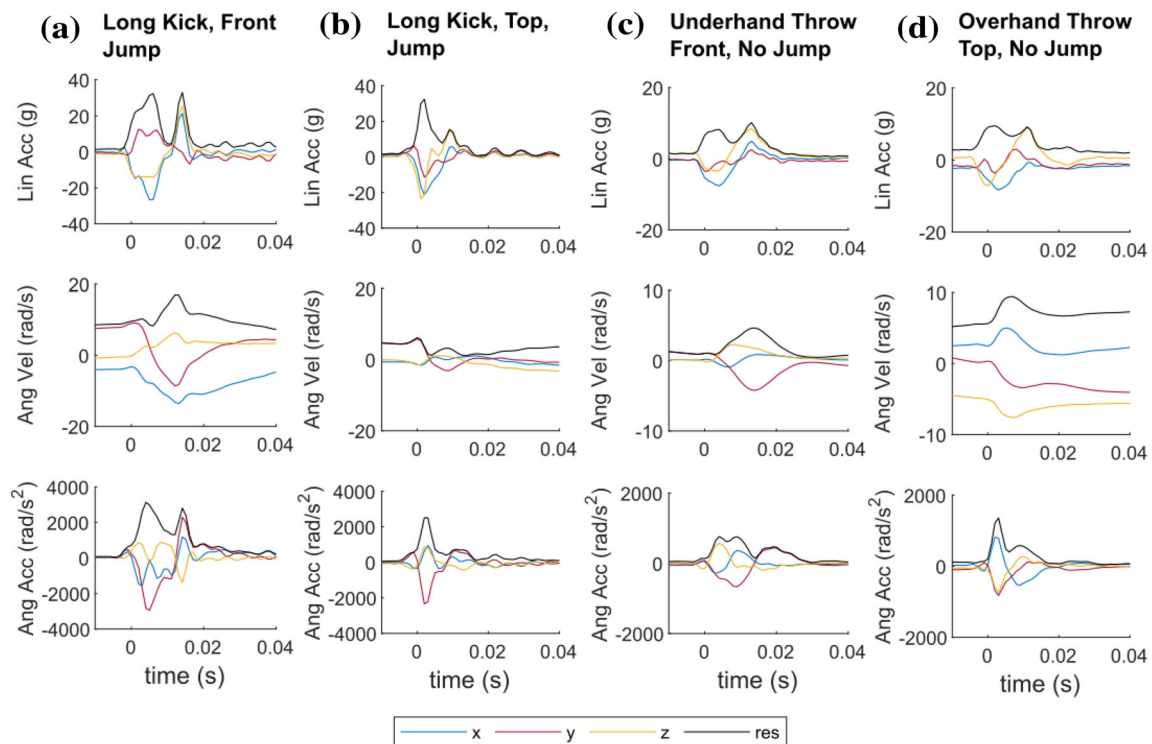 (a) Long Kick, Front
Jump
(b) Long Kick, Top,
Jump
(c) Underhand Throw
Front, No Jump
(d) Overhand Throw
Top, No Jump
Lin Acc (g)
40
20
0
-20
-40
0 0.02 0.04
Lin Acc (g)
40
20
0
-20
-40
0 0.02 0.04
Lin Acc (g)
20
0
-20
0 0.02 0.04
Lin Acc (g)
20
0
-20
0 0.02 0.04
Ang Vel (rad/s)
20
0
-20
0 0.02 0.04
Ang Vel (rad/s)
20
0
-20
0 0.02 0.04
Ang Vel (rad/s)
10
0
-10
0 0.02 0.04
Ang Vel (rad/s)
10
0
-10
0 0.02 0.04
Ang Acc (rad/s²)
4000
2000
0
-2000
-4000
0 0.02 0.04
time (s)
Ang Acc (rad/s²)
4000
2000
0
-2000
-4000
0 0.02 0.04
time (s)
Ang Acc (rad/s²)
2000
0
-2000
0 0.02 0.04
time (s)
Ang Acc (rad/s²)
2000
0
-2000
0 0.02 0.04
time (s)
x y z res